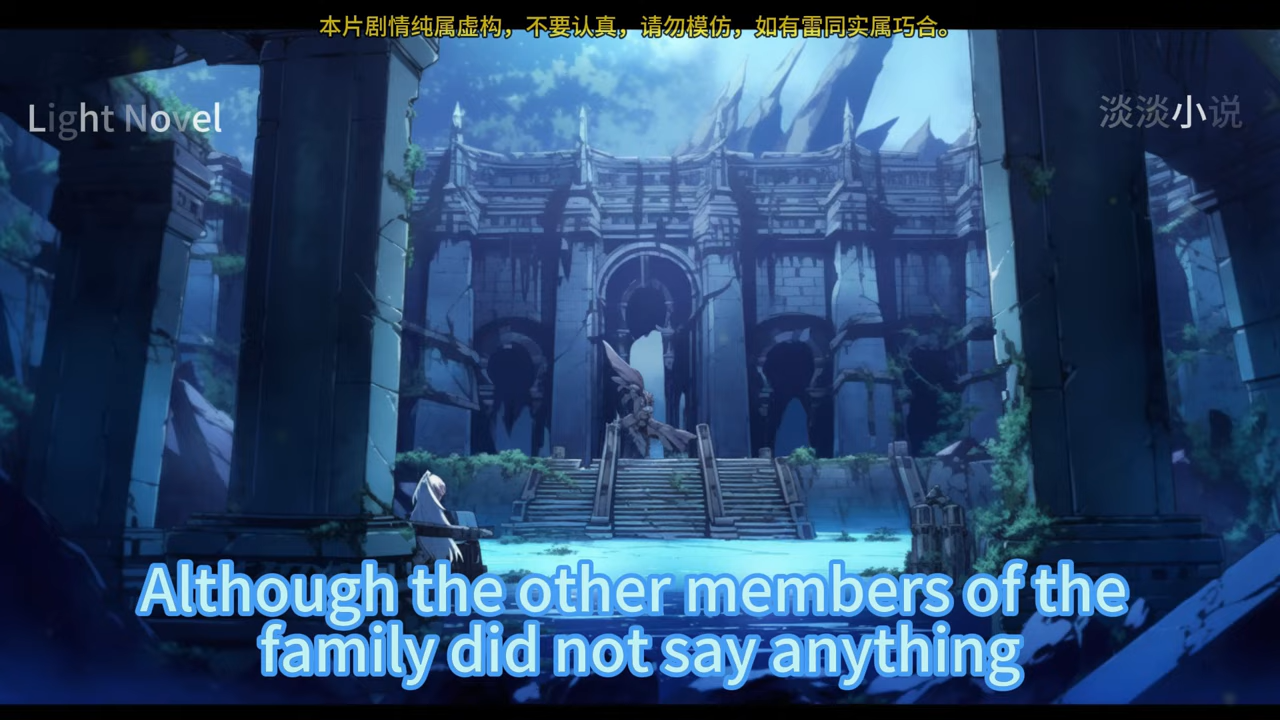 本片剧情纯属虚构，不要认真，请勿模仿，如有雷同实属巧合。
Light Novel
淡淡小说
Although the other members of the
family did not say anything